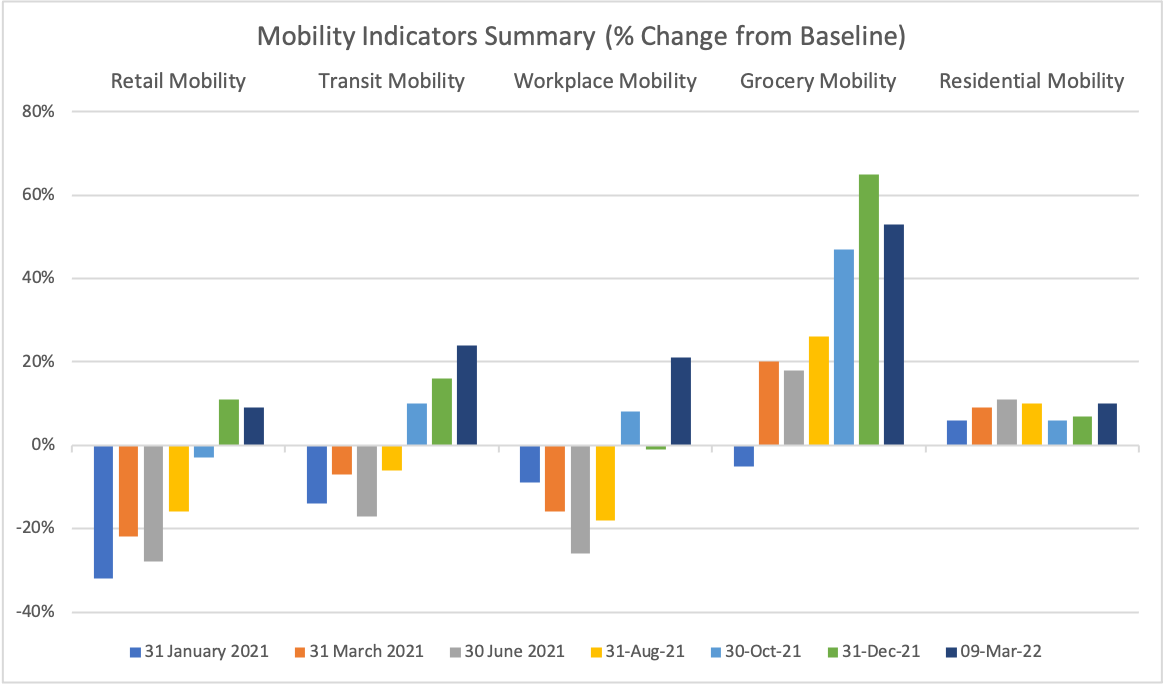 Mobility Indicators Summary (% Change from Baseline)
Retail Mobility Transit Mobility Workplace Mobility Grocery Mobility Residential Mobility
80%
60%
40%
20%
0%
-20%
-40%
31 January 2021 31 March 2021 30 June 2021 31-Aug-21 30-Oct-21 31-Dec-21 09-Mar-22